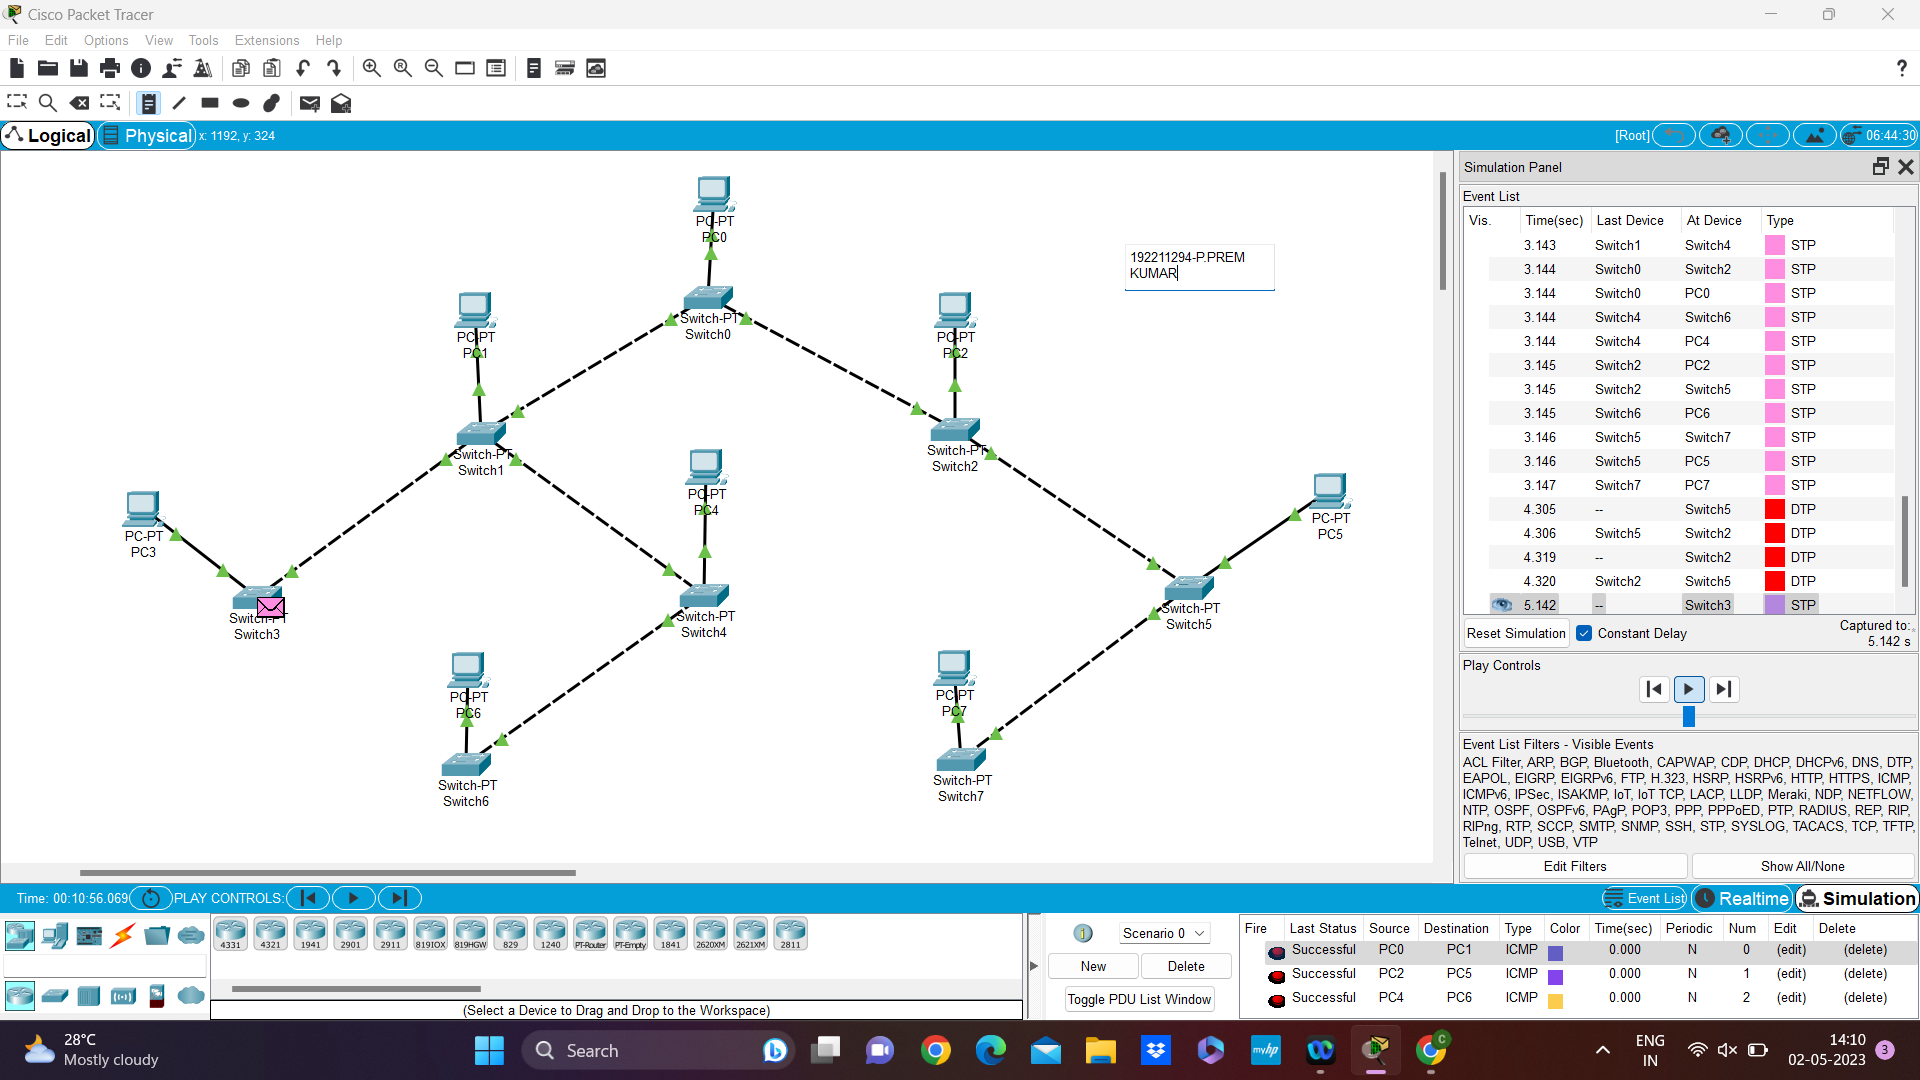 Cisco Packet Tracer
File Edit Options View Tools Extensions Help
Logical Physical x: 1192, y: 324 [Root] 06:44:30
PC-PT
PC0
192211294-P.PREM
KUMAR
Switch-PT
Switch0
PC-PT
PC1
PC-PT
PC2
Switch-PT
Switch1
Switch-PT
Switch2
PC-PT
PC4
PC-PT
PC5
PC-PT
PC3
Switch-PT
Switch3
Switch-PT
Switch4
Switch-PT
Switch5
PC-PT
PC6
PC-PT
PC7
Switch-PT
Switch6
Switch-PT
Switch7
Simulation Panel
Event List
Vis. Time(sec) Last Device At Device Type
3.143 Switch1 Switch4 STP
3.144 Switch0 Switch2 STP
3.144 Switch0 PC0 STP
3.144 Switch4 Switch6 STP
3.144 Switch4 PC4 STP
3.145 Switch2 PC2 STP
3.145 Switch2 Switch5 STP
3.145 Switch6 PC6 STP
3.146 Switch5 Switch7 STP
3.146 Switch5 PC5 STP
3.147 Switch7 PC7 STP
4.305 -- Switch5 DTP
4.306 Switch5 Switch2 DTP
4.319 -- Switch2 DTP
4.320 Switch2 Switch5 DTP
5.142 -- Switch3 STP
Reset Simulation Constant Delay Captured to:
5.142 s
Play Controls
Event List Filters - Visible Events
ACL Filter, ARP, BGP, Bluetooth, CAPWAP, CDP, DHCP, DHCPv6, DNS, DTP,
EAPOL, EIGRP, EIGRPv6, FTP, H.323, HSRP, HSRPv6, HTTP, HTTPS, ICMP,
ICMPv6, IPSec, ISAKMP, IoT, IoT TCP, LACP, LLDP, Meraki, NDP, NETFLOW,
NTP, OSPF, OSPFv6, PAgP, POP3, PPP, PPPoED, PTP, RADIUS, REP, RIP,
RIPng, RTP, SCCP, SMTP, SNMP, SSH, STP, SYSLOG, TACACS, TCP, TFTP,
Telnet, UDP, USB, VTP
Edit Filters Show All/None
Time: 00:10:56.069 PLAY CONTROLS: Event List Realtime Simulation
4331 4321 1941 2901 2911 819IOX 819HGW 829 1240 PT-Router PT-Empty 1841 2620XM 2621XM 2811
(Select a Device to Drag and Drop to the Workspace)
Scenario 0
New Delete
Toggle PDU List Window
Fire Last Status Source Destination Type Color Time(sec) Periodic Num Edit Delete
Successful PC0 PC1 ICMP 0.000 N 0 (edit) (delete)
Successful PC2 PC5 ICMP 0.000 N 1 (edit) (delete)
Successful PC4 PC6 ICMP 0.000 N 2 (edit) (delete)
28°C
Mostly cloudy
Search
myhp
C
ENG
IN
14:10
02-05-2023
3